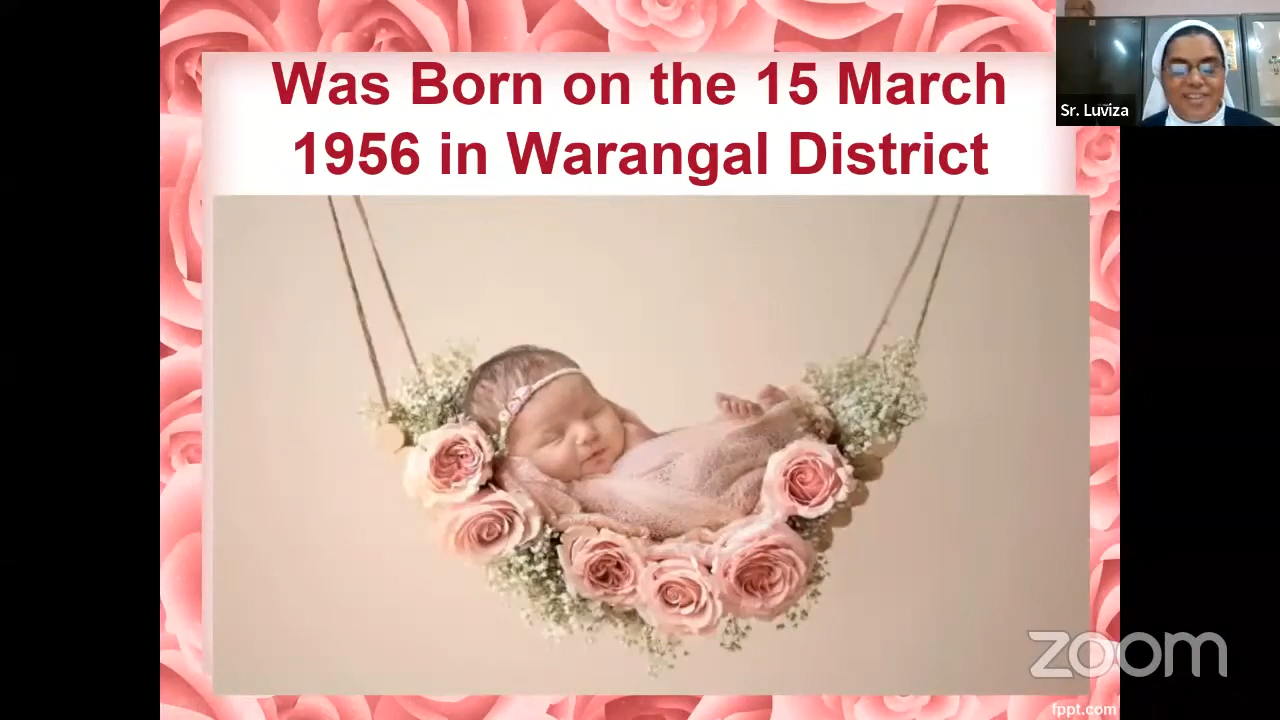 Was Born on the 15 March
1956 in Warangal District
Sr. Luviza
zoom
fppt.com